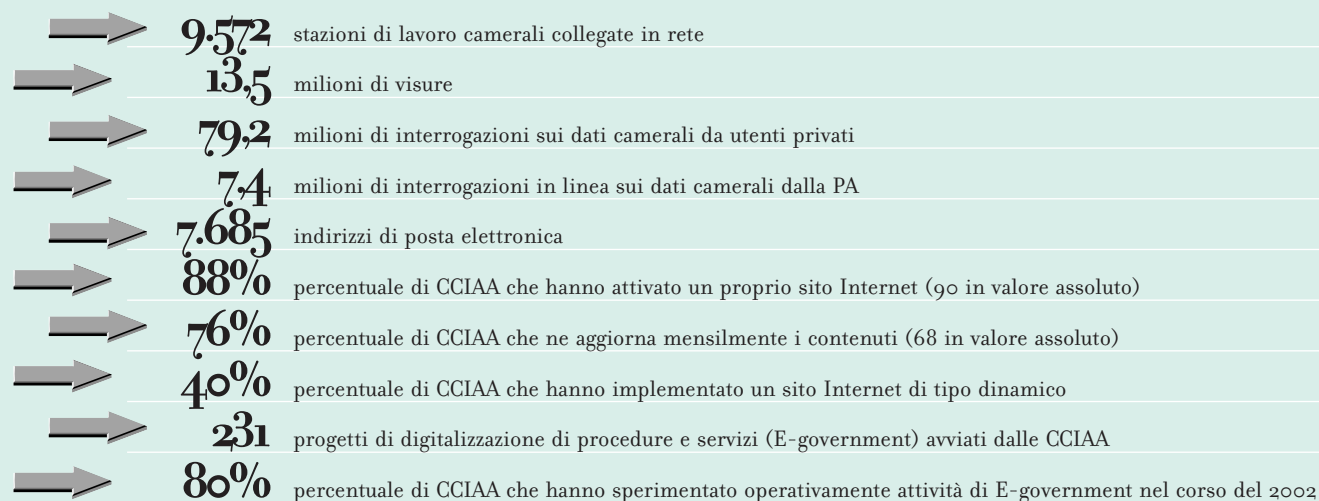 9.572 stazioni di lavoro camerali collegate in rete
13,5 milioni di visure
79,2 milioni di interrogazioni sui dati camerali da utenti privati
7,4 milioni di interrogazioni in linea sui dati camerali dalla PA
7.685 indirizzi di posta elettronica
88% percentuale di CCIAA che hanno attivato un proprio sito Internet (90 in valore assoluto)
76% percentuale di CCIAA che ne aggiorna mensilmente i contenuti (68 in valore assoluto)
40% percentuale di CCIAA che hanno implementato un sito Internet di tipo dinamico
231 progetti di digitalizzazione di procedure e servizi (E-government) avviati dalle CCIAA
80% percentuale di CCIAA che hanno sperimentato operativamente attività di E-government nel corso del 2002